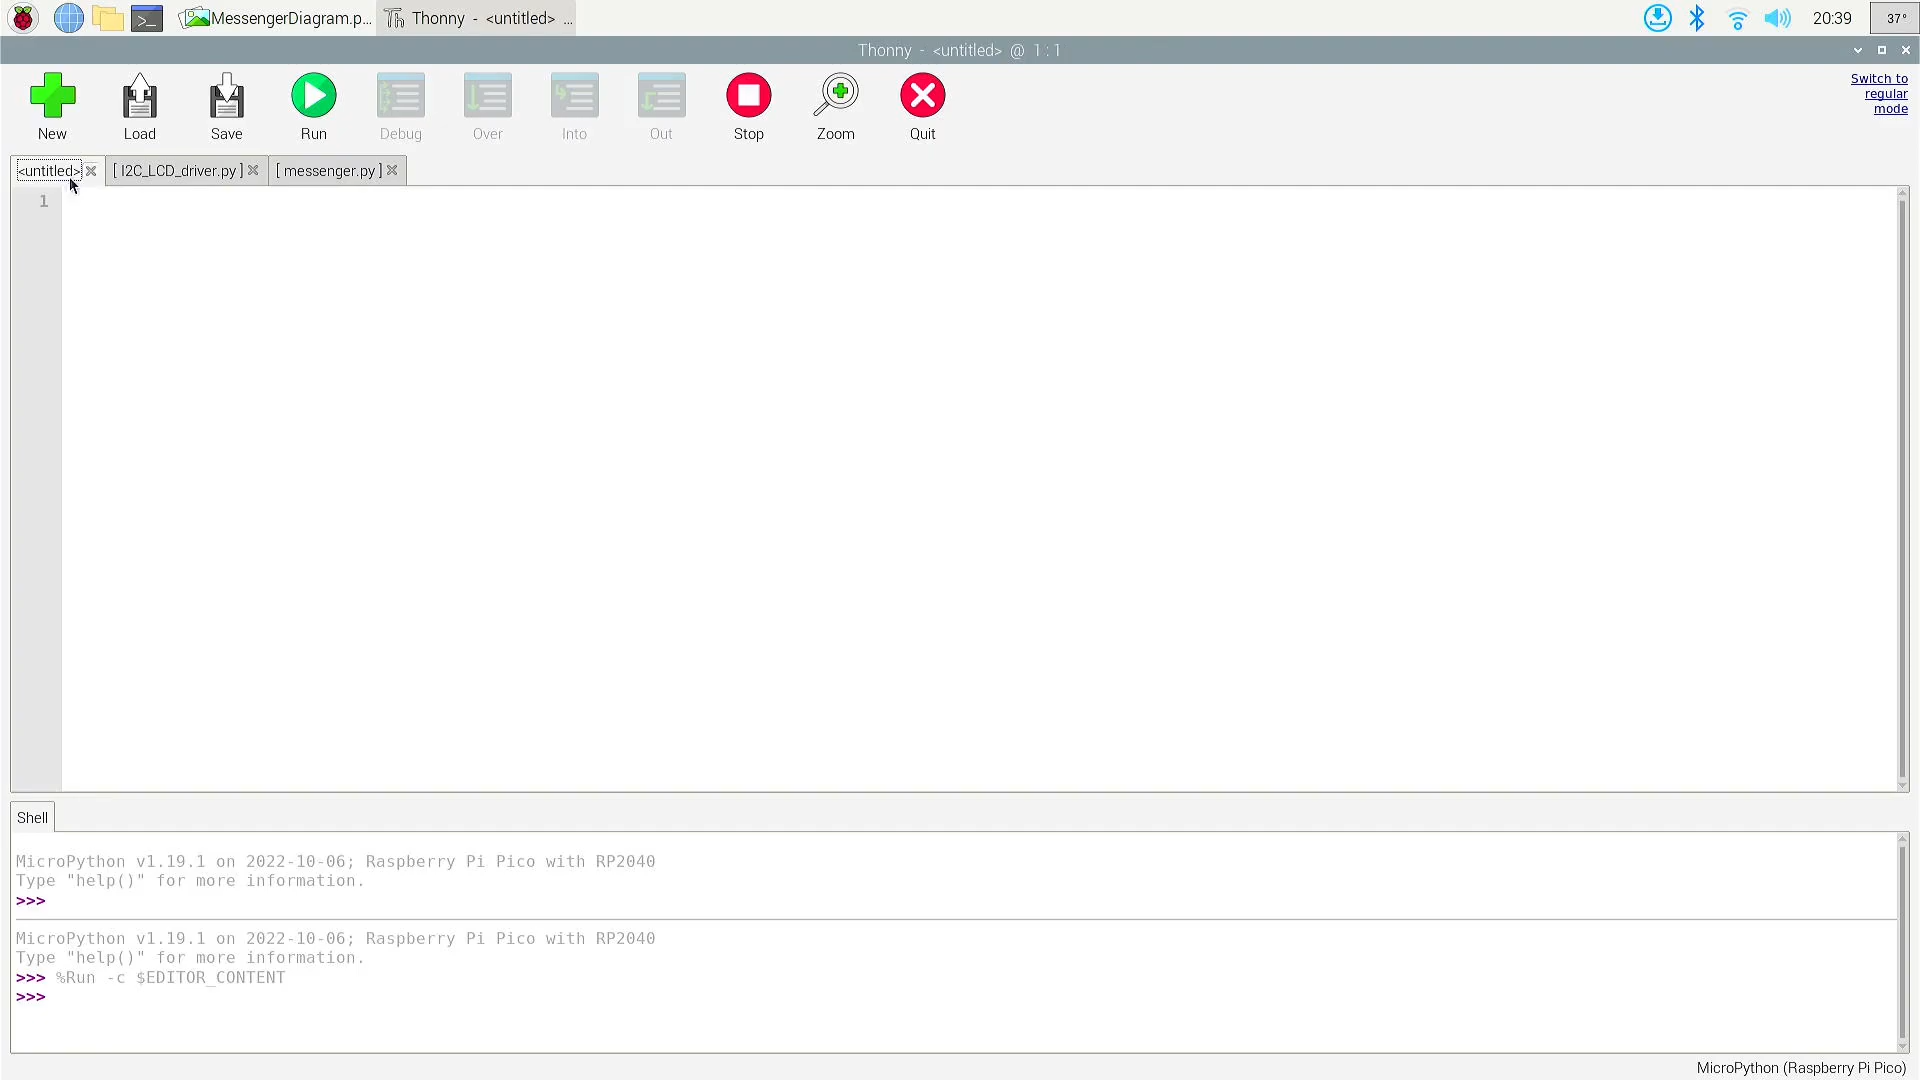 MessengerDiagram.p...
Thonny - <untitled> ...
20:39
37°
Thonny - <untitled> @ 1:1
New
Load
Save
Run
Debug
Over
Into
Out
Stop
Zoom
Quit
Switch to
regular
mode
<untitled>
[ I2C_LCD_driver.py ]
[ messenger.py ]
1
Shell
MicroPython v1.19.1 on 2022-10-06; Raspberry Pi Pico with RP2040
Type "help()" for more information.
>>>
MicroPython v1.19.1 on 2022-10-06; Raspberry Pi Pico with RP2040
Type "help()" for more information.
>>> %Run -c $EDITOR_CONTENT
>>>
MicroPython (Raspberry Pi Pico)